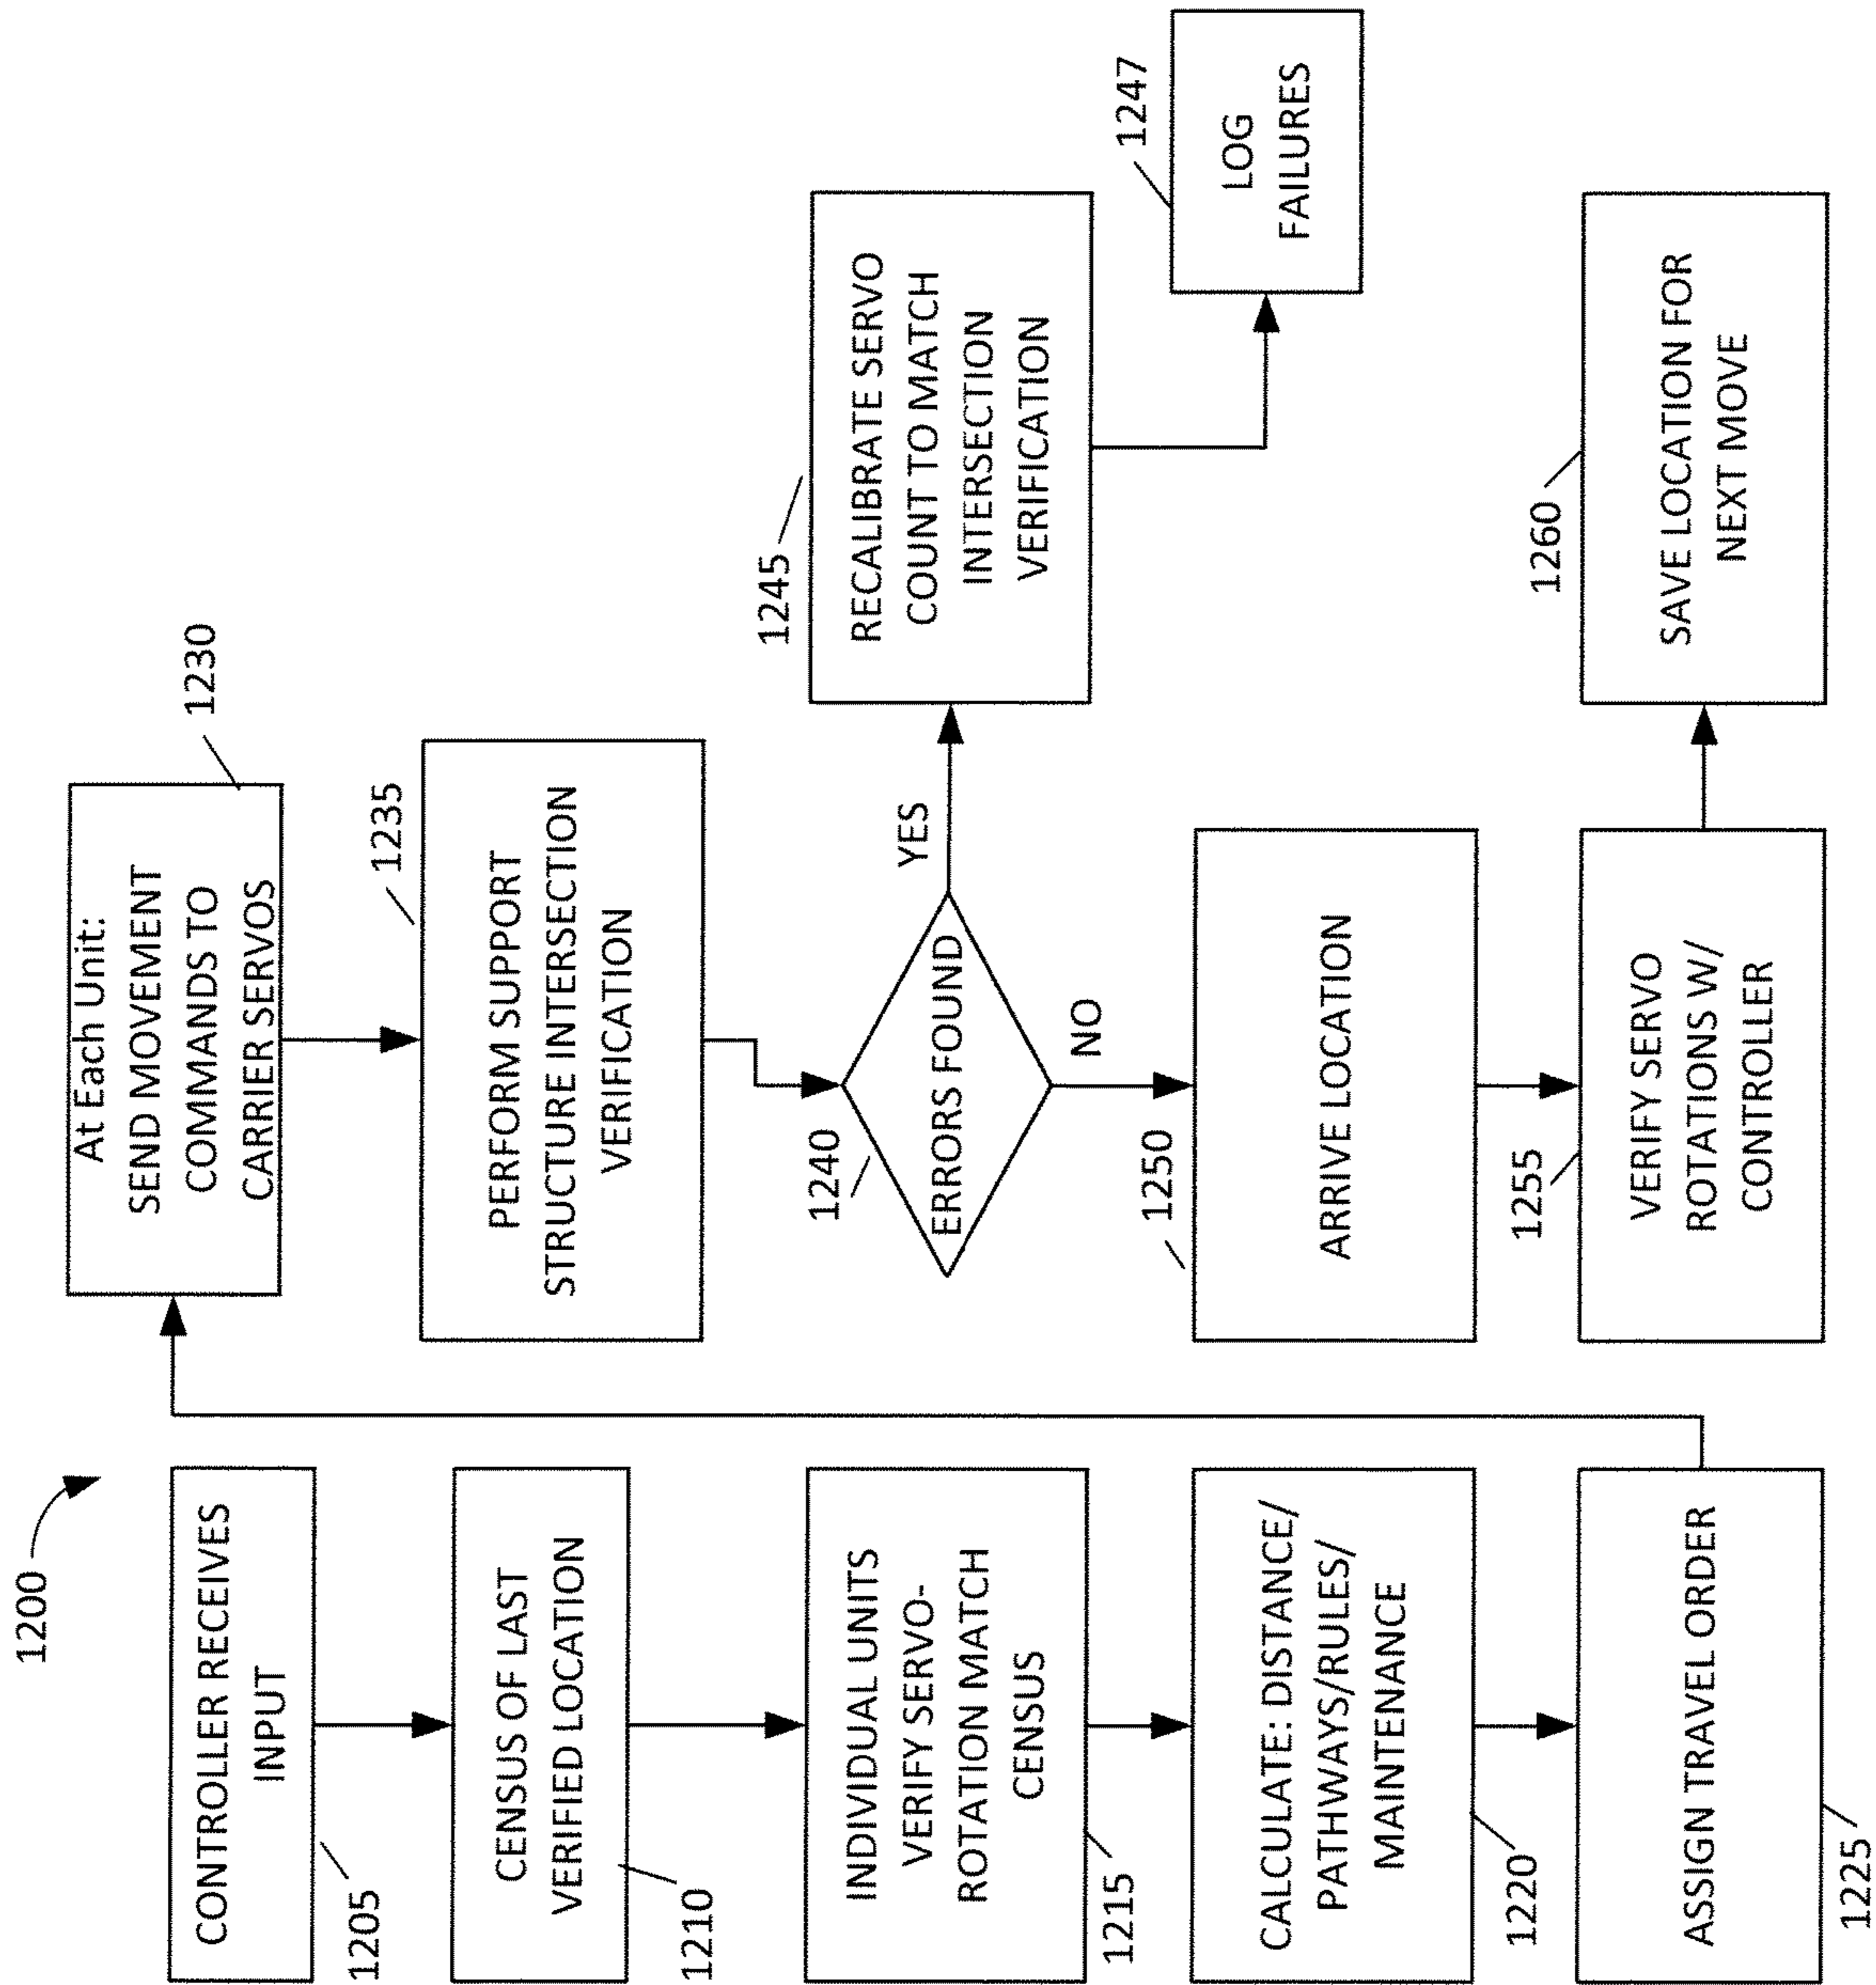 1200
CONTROLLER RECEIVES
INPUT
1205
CENSUS OF LAST
VERIFIED LOCATION
1210
INDIVIDUAL UNITS
VERIFY SERVO-
ROTATION MATCH
CENSUS
1215
CALCULATE: DISTANCE/
PATHWAYS/RULES/
MAINTENANCE
1220
ASSIGN TRAVEL ORDER
1225
At Each Unit:
SEND MOVEMENT
COMMANDS TO
CARRIER SERVOS
1230
1235
PERFORM SUPPORT
STRUCTURE INTERSECTION
VERIFICATION
1240
ERRORS FOUND
YES
NO
1245
RECALIBRATE SERVO
COUNT TO MATCH
INTERSECTION
VERIFICATION
1247
LOG
FAILURES
1250
ARRIVE LOCATION
1255
VERIFY SERVO
ROTATIONS W/
CONTROLLER
1260
SAVE LOCATION FOR
NEXT MOVE